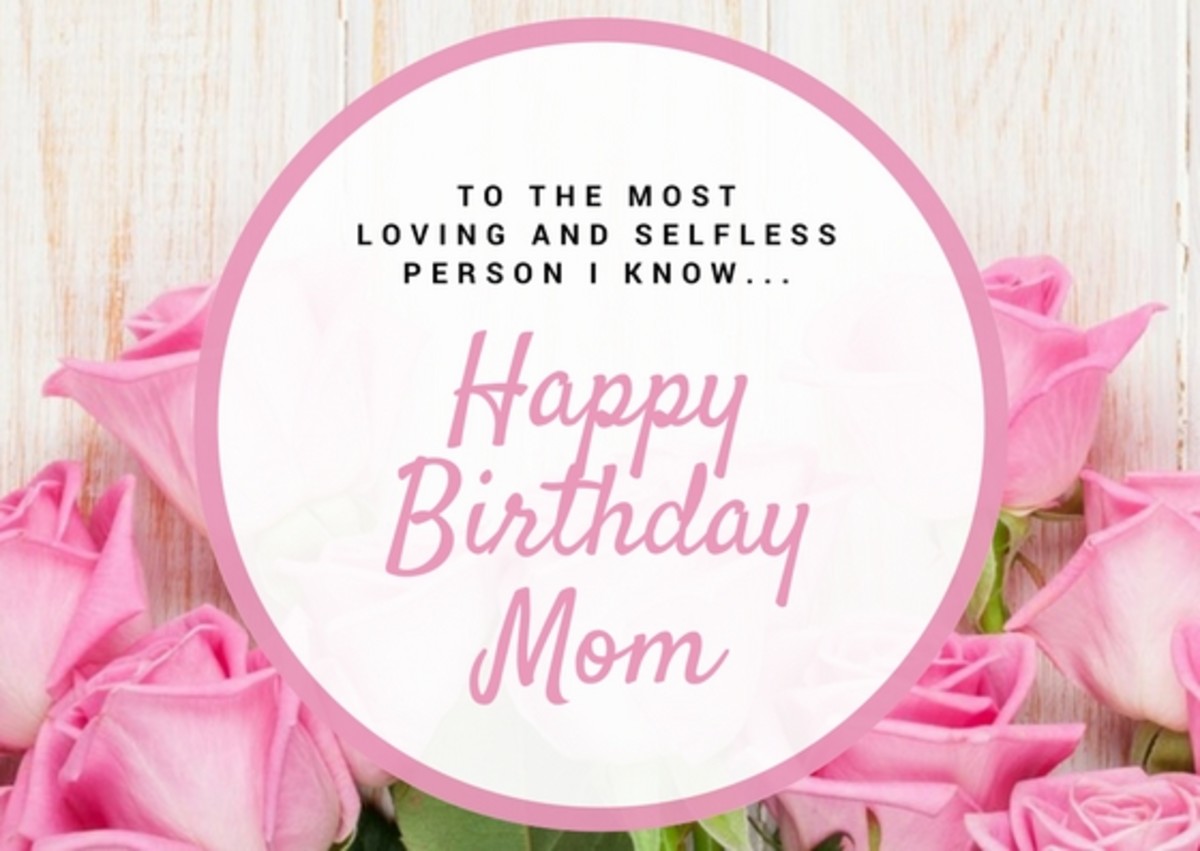 TO THE MOST
LOVING AND SELFLESS
PERSON I KNOW...
Happy
Birthday
Mom